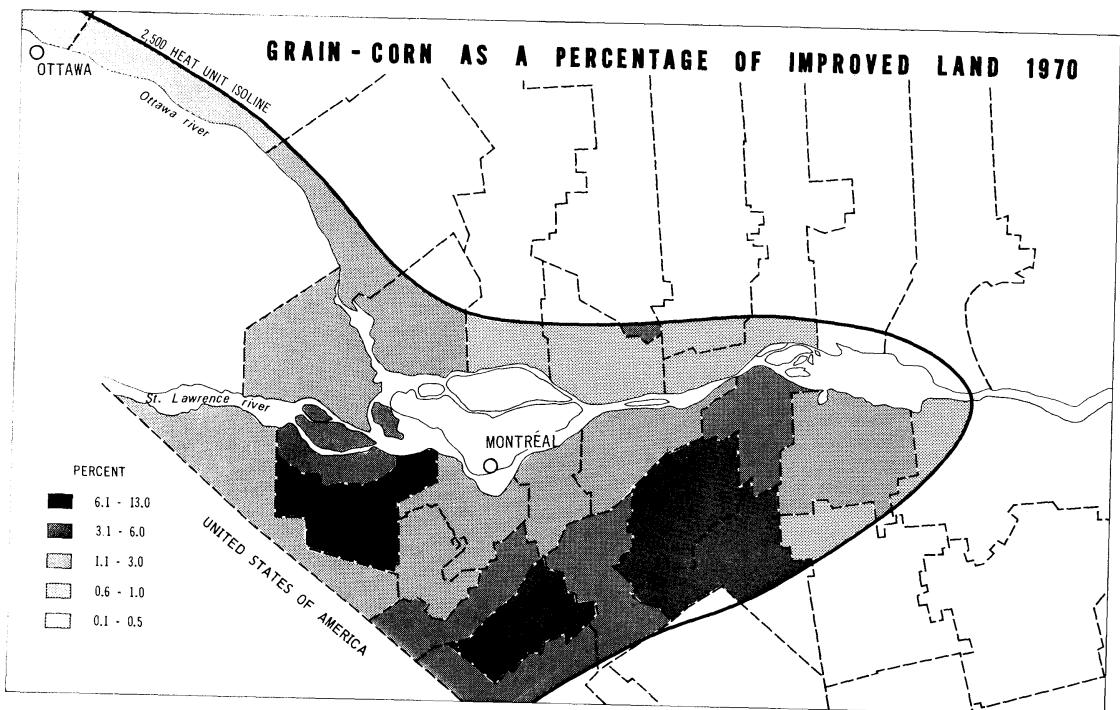 GRAIN - CORN AS A PERCENTAGE OF IMPROVED LAND 1970
2,500 HEAT UNIT ISOLINE
OTTAWA
Ottawa river
St. Lawrence river
MONTRÉAL
UNITED STATES OF AMERICA
PERCENT
6.1 - 13.0
3.1 - 6.0
1.1 - 3.0
0.6 - 1.0
0.1 - 0.5